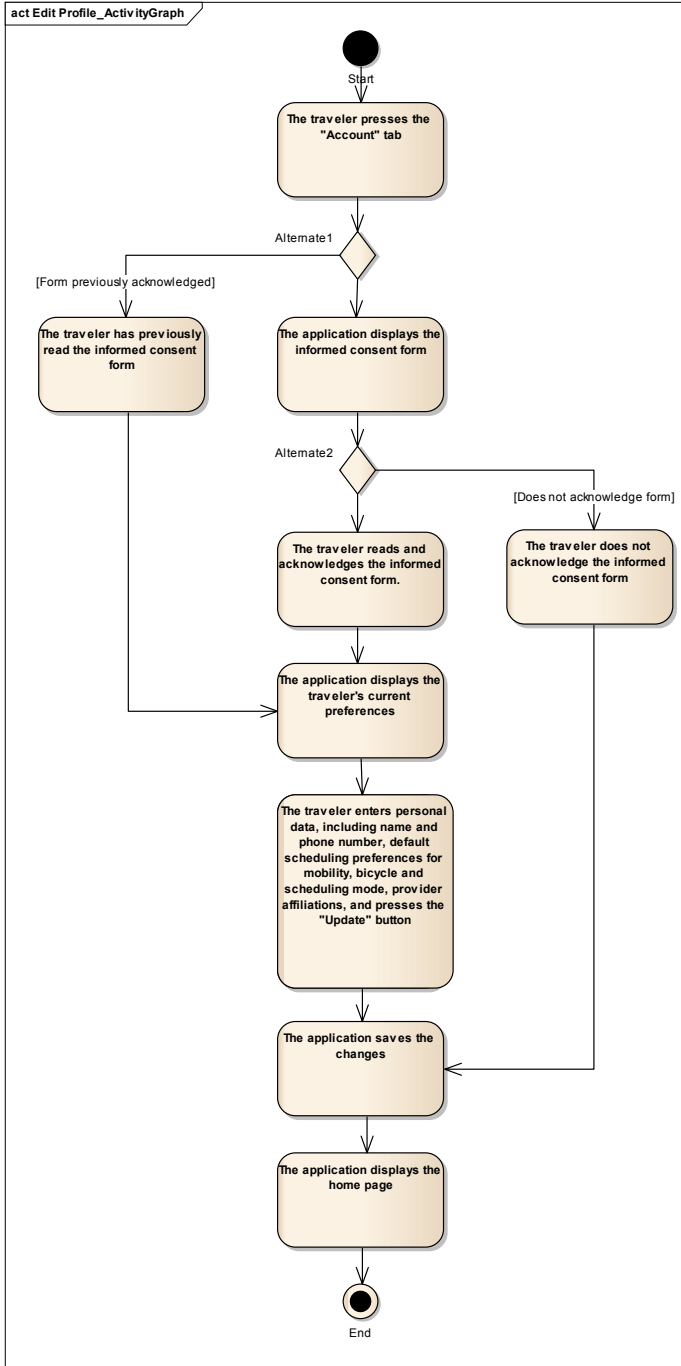 act Edit Profile_ActivityGraph
Start
The traveler presses the
"Account" tab
Alternate1
[Form previously acknowledged]
The traveler has previously
read the informed consent
form
The application displays the
informed consent form
Alternate2
[Does not acknowledge form]
The traveler reads and
acknowledges the informed
consent form.
The traveler does not
acknowledge the informed
consent form
The application displays the
traveler's current
preferences
The traveler enters personal
data, including name and
phone number, default
scheduling preferences for
mobility, bicycle and
scheduling mode, provider
affiliations, and presses the
"Update" button
The application saves the
changes
The application displays the
home page
End